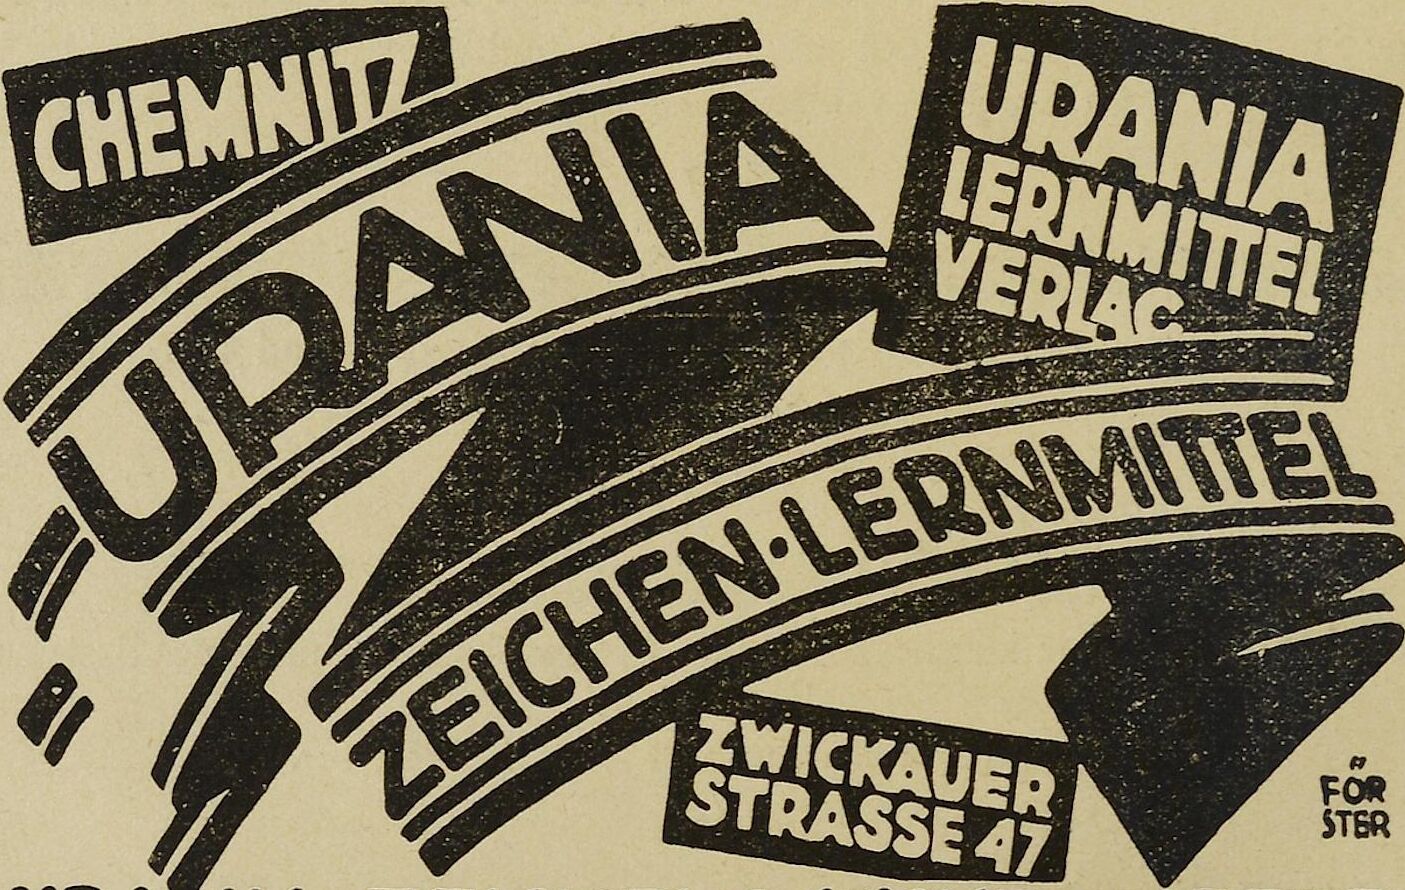 CHEMNITZ
URANIA
URANIA
LERNMITTEL
VERLAG
ZEICHEN·LERNMITTEL
ZWICKAUER
STRASSE 47
FÖR
STER